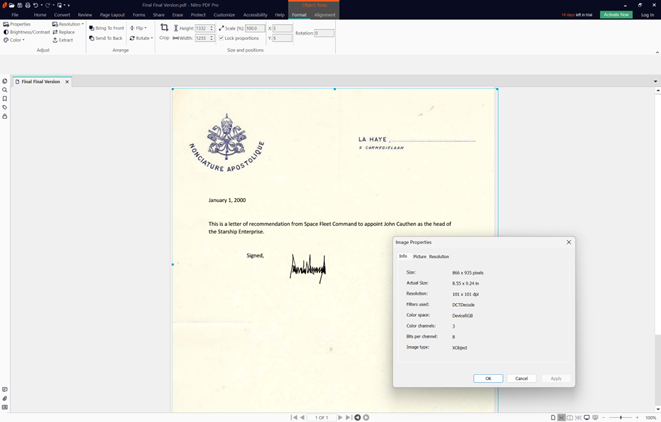 Final Final Version.pdf - Nitro PDF Pro
Object Tools
File
Home
Convert
Review
Page Layout
Forms
Share
Erase
Protect
Customize
Accessibility
Help
Format
Alignment
14 days left in trial
Activate Now
Log In
Properties
Resolution
Brightness/Contrast
Replace
Color
Extract
Adjust
Bring To Front
Flip
Send To Back
Rotate
Arrange
Crop
Height: 1332
Width: 1233
Scale (%): 100.0
Lock proportions
X: 0
Y: 0
Rotation: 0
Size and positions
Final Final Version
NONCIATURE APOSTOLIQUE
LA HAYE,
5 CARNEGIELAAN
January 1, 2000
This is a letter of recommendation from Space Fleet Command to appoint John Cauthen as the head of
the Starship Enterprise.
Signed,
Image Properties
Info
Picture
Resolution
Size: 866 x 935 pixels
Actual Size: 8.55 x 9.24 in
Resolution: 101 x 101 dpi
Filters used: DCTDecode
Color space: DeviceRGB
Color channels: 3
Bits per channel: 8
Image type: XObject
OK
Cancel
Apply
1 OF 1
100%